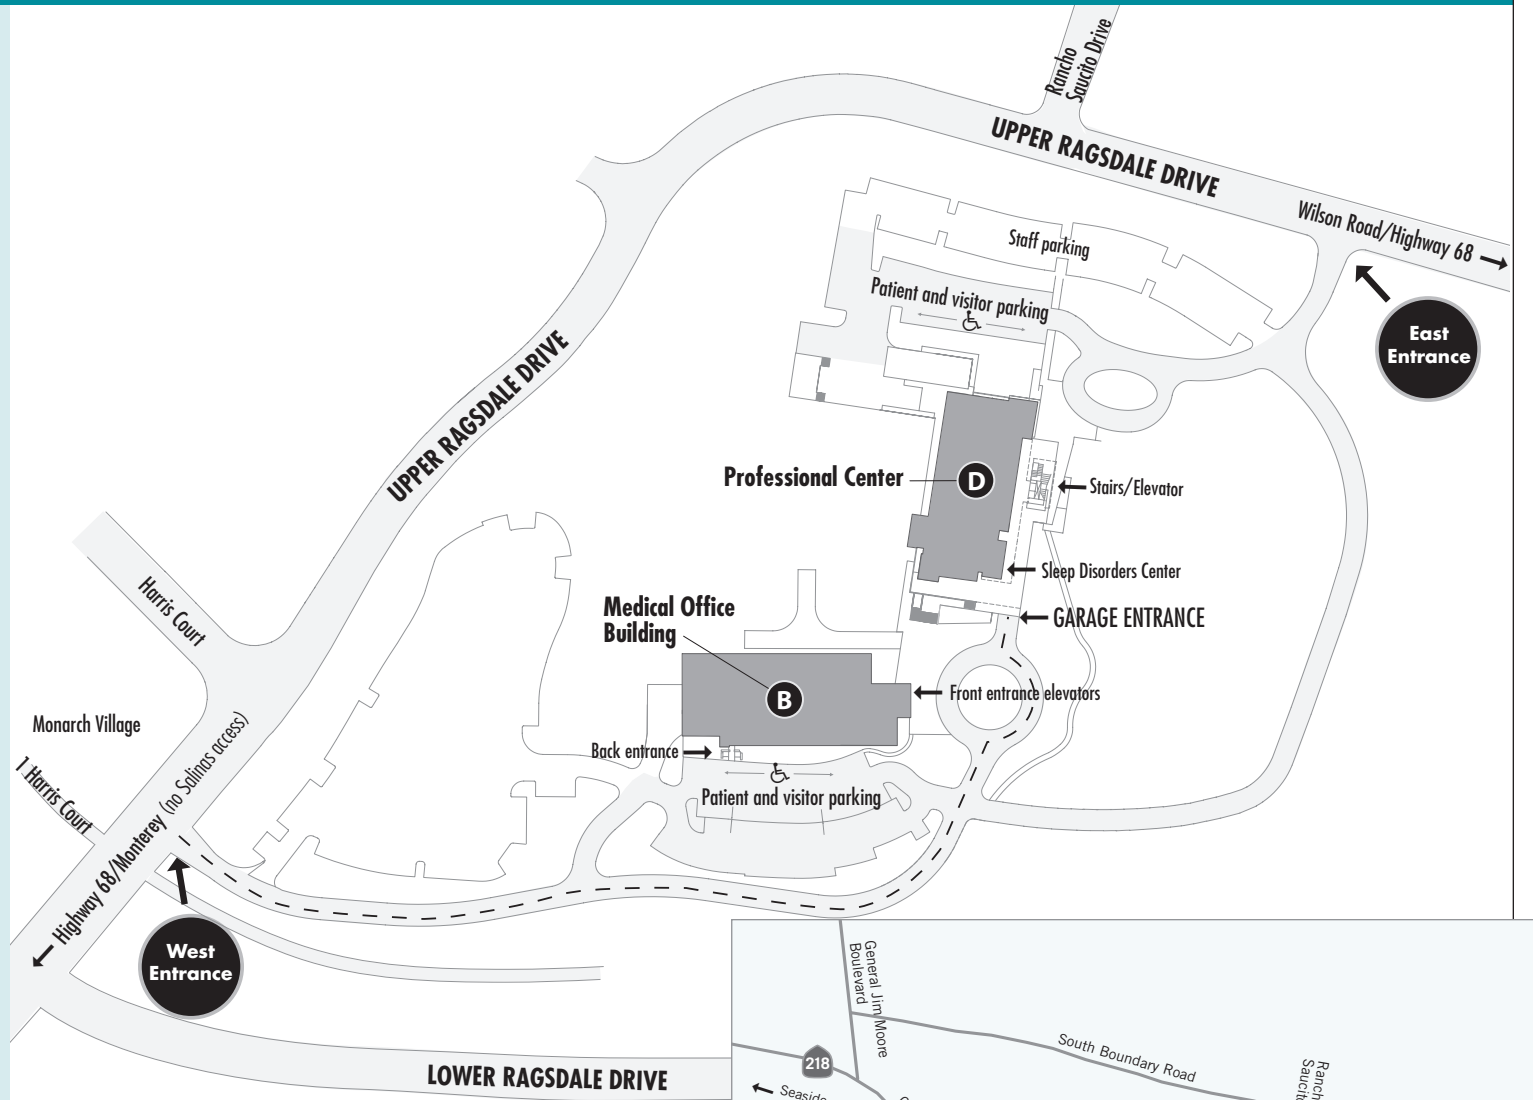 Rancho
Saucito Drive
UPPER RAGSDALE DRIVE
Wilson Road/Highway 68
Staff parking
Patient and visitor parking
East
Entrance
UPPER RAGSDALE DRIVE
Professional Center
D
Stairs/Elevator
Sleep Disorders Center
Harris Court
Medical Office
Building
GARAGE ENTRANCE
B
Front entrance elevators
Monarch Village
Back entrance
1 Harris Court
Patient and visitor parking
Highway 68/Monterey (no Salinas access)
West
Entrance
General Jim Moore
Boulevard
South Boundary Road
218
LOWER RAGSDALE DRIVE
Seaside